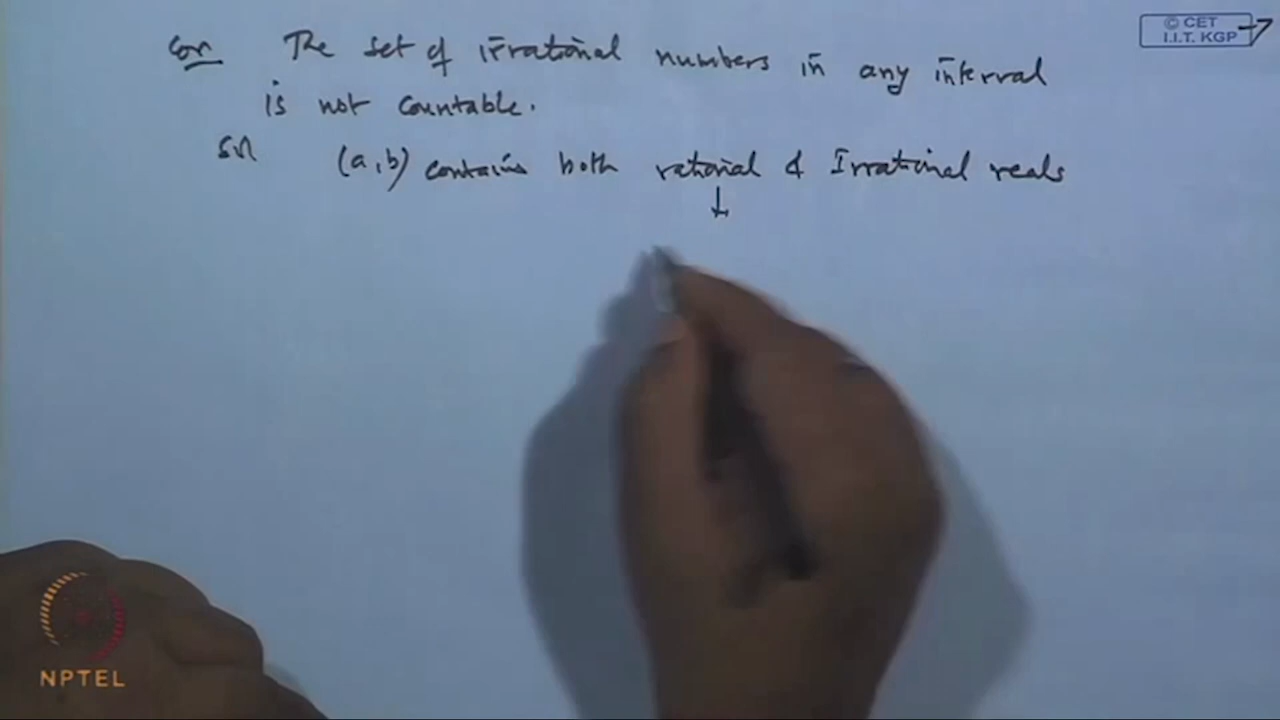 © CET
I.I.T. KGP
Cor The set of irrational numbers in any interval
is not countable.
Sol (a,b) contains both rational & Irrational reals
↓
NPTEL